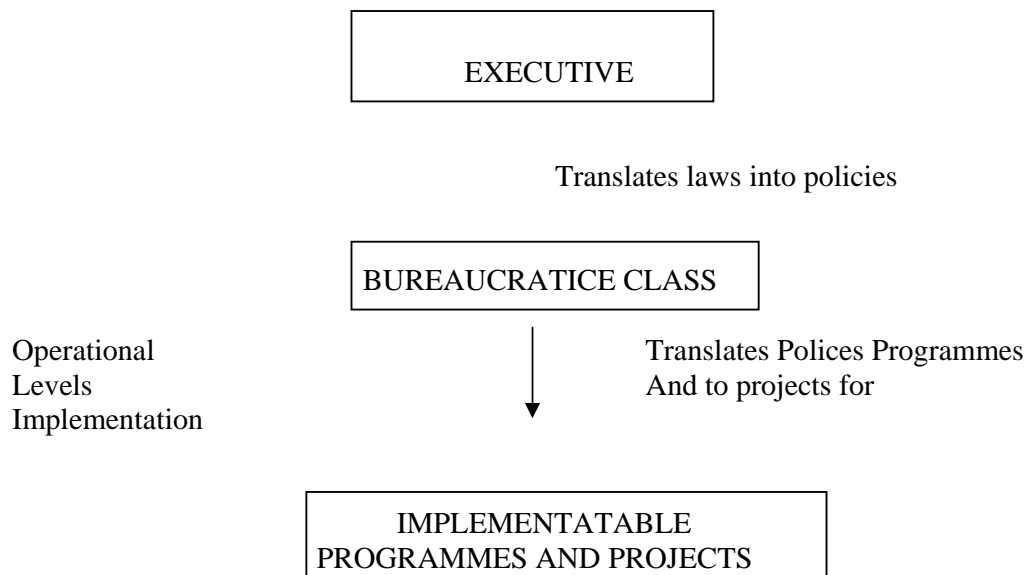 EXECUTIVE
Translates laws into policies
BUREAUCRATICE CLASS
Operational
Levels
Implementation
Translates Polices Programmes
And to projects for
IMPLEMENTATABLE
PROGRAMMES AND PROJECTS